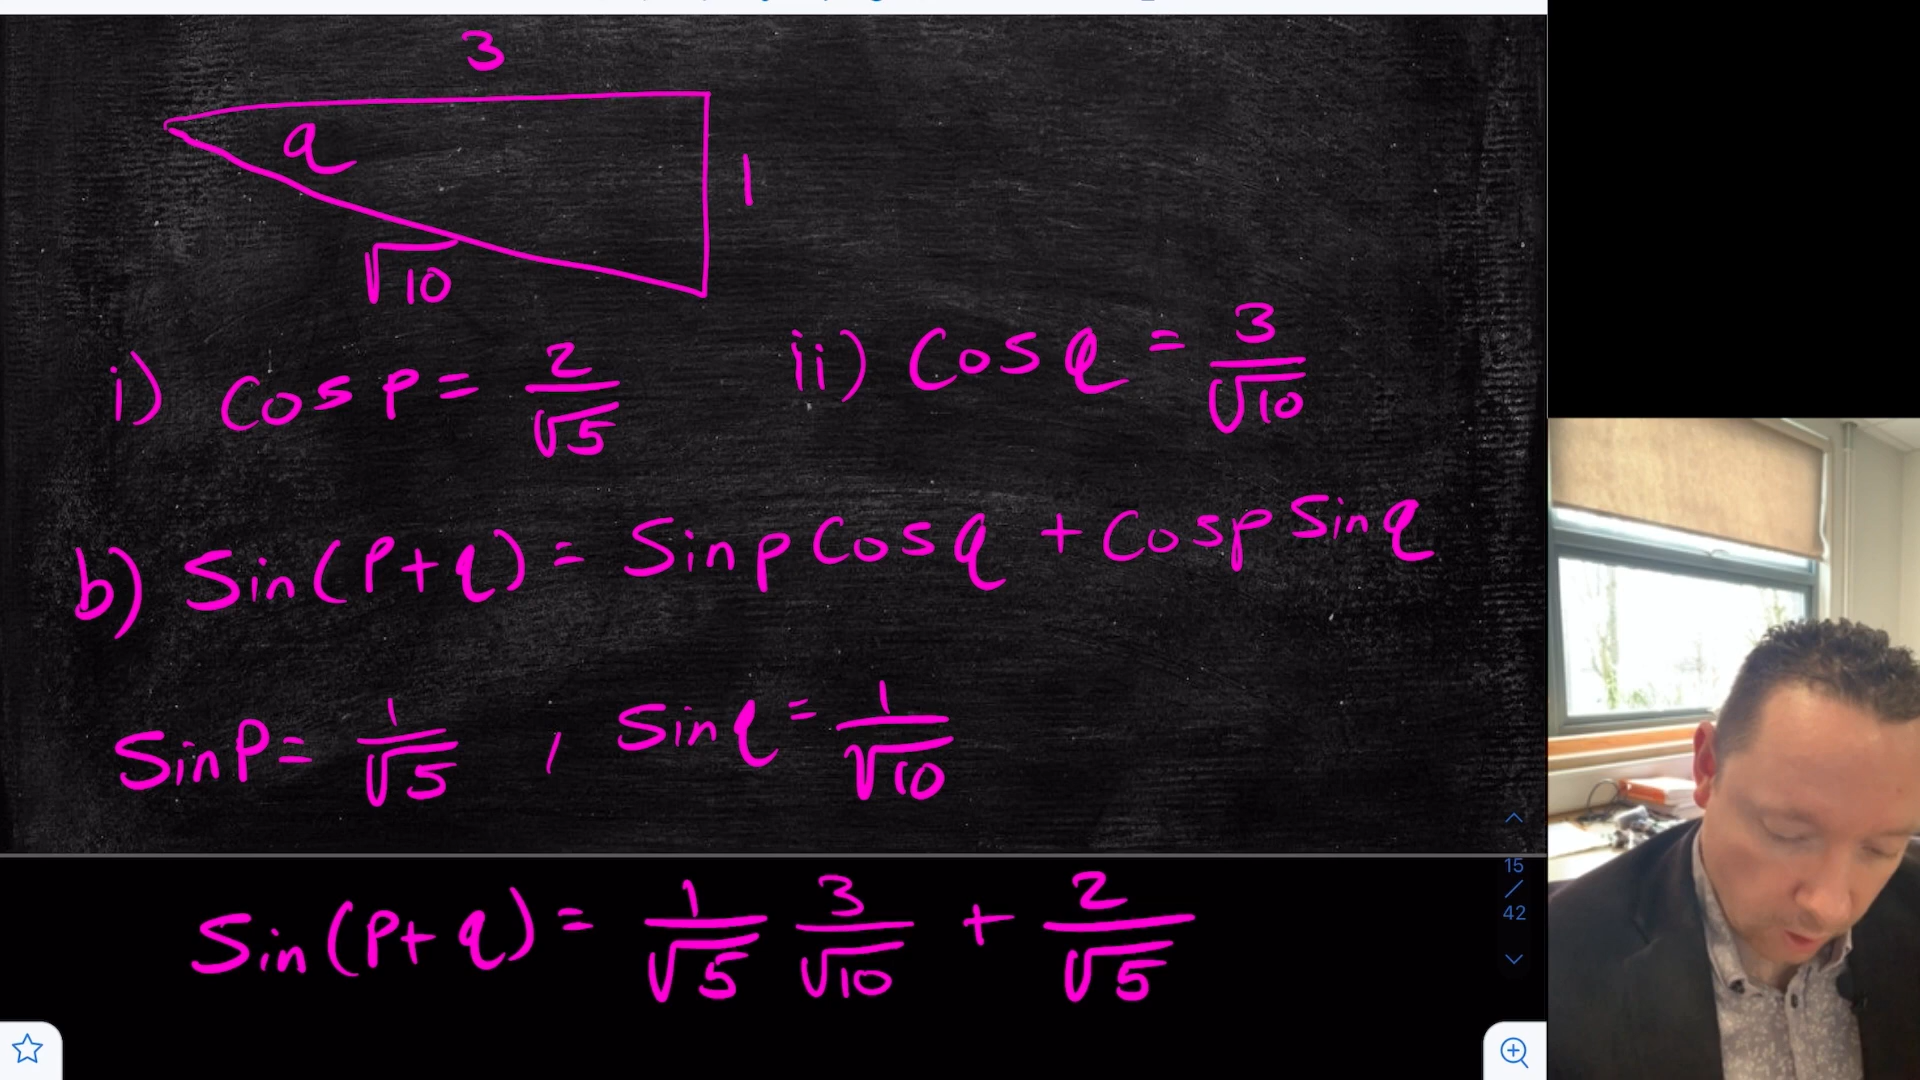 3
q
1
√10
i) Cos P = 2/√5
ii) Cos q = 3/√10
b) Sin(P+q) = Sin p Cos q + Cos p Sin q
Sin P = 1/√5 , Sin q = 1/√10
15
/
42
Sin(P+q) = 1/√5 3/√10 + 2/√5